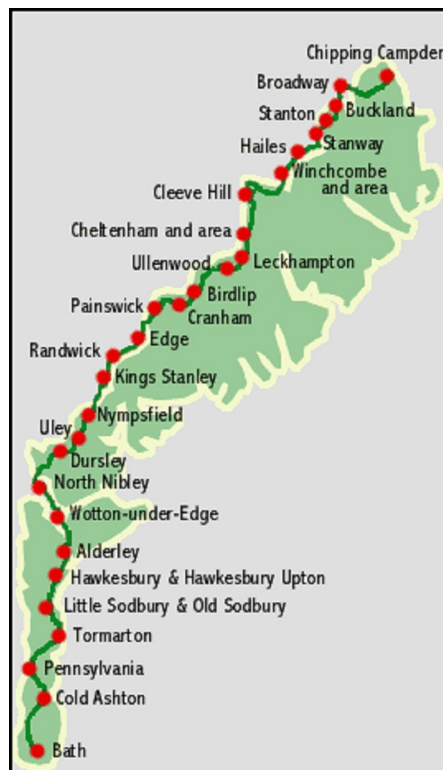 Chipping Campden
Broadway
Buckland
Stanton
Stanway
Hailes
Winchcombe
and area
Cleeve Hill
Cheltenham and area
Ullenwood
Leckhampton
Birdlip
Painswick
Cranham
Edge
Randwick
Kings Stanley
Nympsfield
Uley
Dursley
North Nibley
Wotton-under-Edge
Alderley
Hawkesbury & Hawkesbury Upton
Little Sodbury & Old Sodbury
Tormarton
Pennsylvania
Cold Ashton
Bath